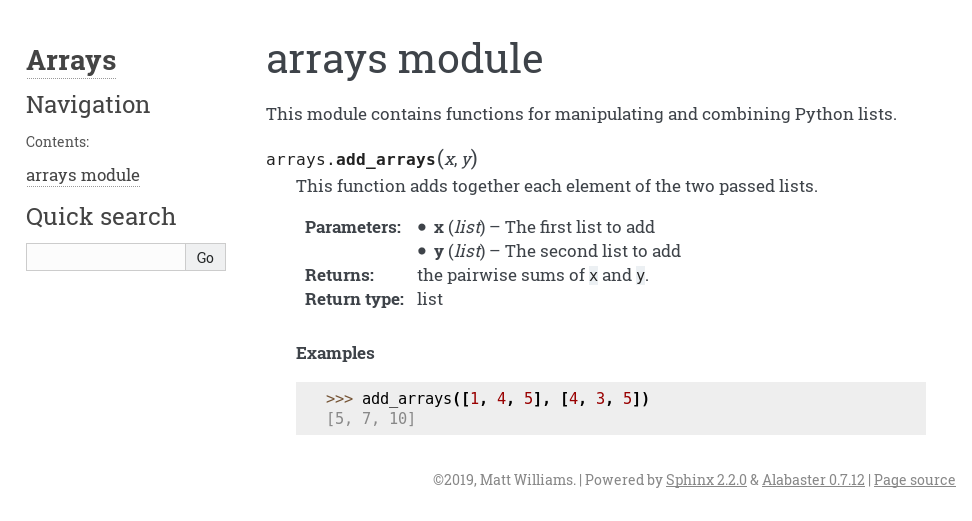 Arrays
Navigation
Contents:
arrays module
Quick search
Go
arrays module
This module contains functions for manipulating and combining Python lists.
arrays.add_arrays(x, y)
This function adds together each element of the two passed lists.
Parameters: • x (list) – The first list to add
• y (list) – The second list to add
Returns: the pairwise sums of x and y.
Return type: list
Examples
>>> add_arrays([1, 4, 5], [4, 3, 5])
[5, 7, 10]
©2019, Matt Williams. | Powered by Sphinx 2.2.0 & Alabaster 0.7.12 | Page source